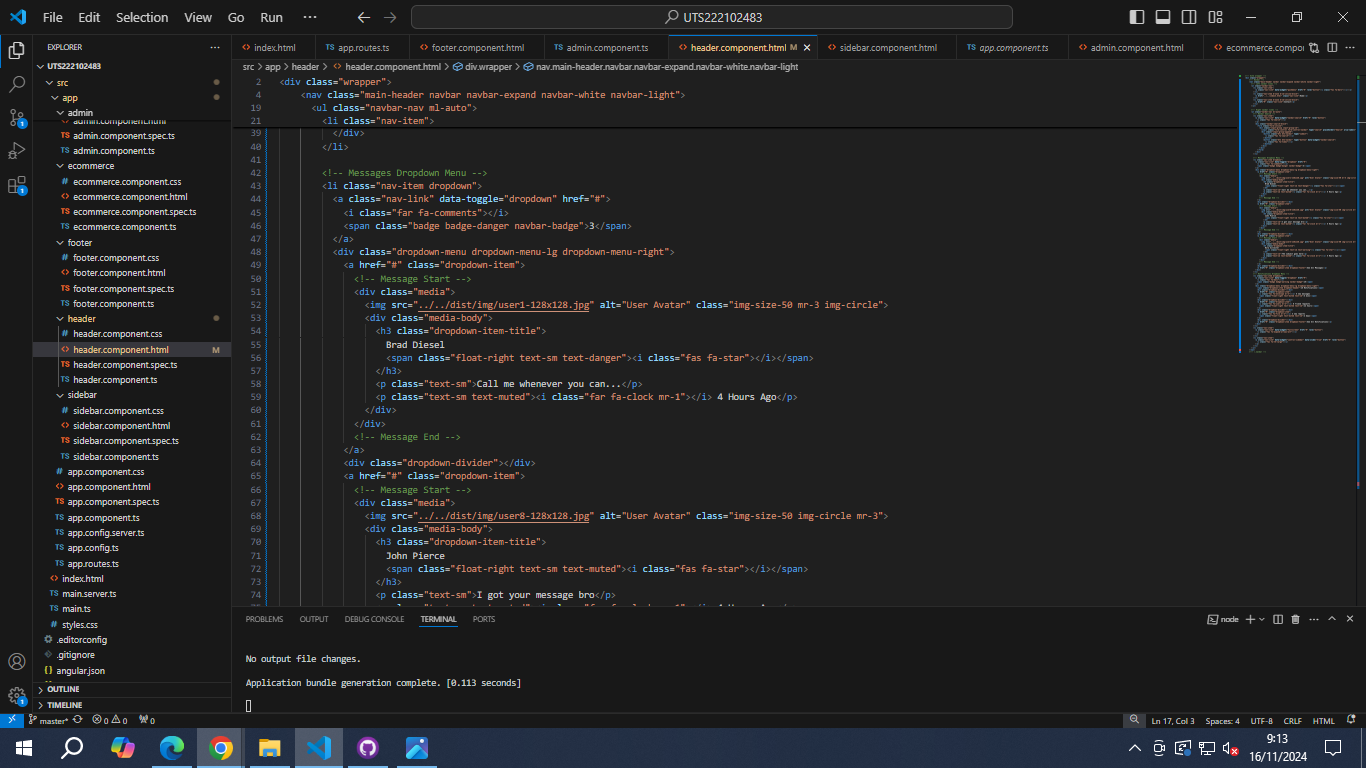 File Edit Selection View Go Run ··· UTS222102483
EXPLORER ···
UTS222102483
src
app
admin
admin.component.html
TS admin.component.spec.ts
TS admin.component.ts
ecommerce
# ecommerce.component.css
<> ecommerce.component.html
TS ecommerce.component.spec.ts
TS ecommerce.component.ts
footer
# footer.component.css
<> footer.component.html
TS footer.component.spec.ts
TS footer.component.ts
header
# header.component.css
<> header.component.html M
TS header.component.spec.ts
TS header.component.ts
sidebar
# sidebar.component.css
<> sidebar.component.html
TS sidebar.component.spec.ts
TS sidebar.component.ts
# app.component.css
<> app.component.html
TS app.component.spec.ts
TS app.component.ts
TS app.config.server.ts
TS app.config.ts
TS app.routes.ts
<> index.html
TS main.server.ts
TS main.ts
# styles.css
.editorconfig
.gitignore
{} angular.json
OUTLINE
TIMELINE
<> index.html TS app.routes.ts <> footer.component.html TS admin.component.ts <> header.component.html M <> sidebar.component.html TS app.component.ts <> admin.component.html <> ecommerce.compo
src > app > header > <> header.component.html > div.wrapper > nav.main-header.navbar.navbar-expand.navbar-white.navbar-light
2 <div class="wrapper">
4 <nav class="main-header navbar navbar-expand navbar-white navbar-light">
19 <ul class="navbar-nav ml-auto">
21 <li class="nav-item">
39 </div>
40 </li>
41
42 <!-- Messages Dropdown Menu -->
43 <li class="nav-item dropdown">
44 <a class="nav-link" data-toggle="dropdown" href="#">
45 <i class="far fa-comments"></i>
46 <span class="badge badge-danger navbar-badge">3</span>
47 </a>
48 <div class="dropdown-menu dropdown-menu-lg dropdown-menu-right">
49 <a href="#" class="dropdown-item">
50 <!-- Message Start -->
51 <div class="media">
52 <img src="../../dist/img/user1-128x128.jpg" alt="User Avatar" class="img-size-50 mr-3 img-circle">
53 <div class="media-body">
54 <h3 class="dropdown-item-title">
55 Brad Diesel
56 <span class="float-right text-sm text-danger"><i class="fas fa-star"></i></span>
57 </h3>
58 <p class="text-sm">Call me whenever you can...</p>
59 <p class="text-sm text-muted"><i class="far fa-clock mr-1"></i> 4 Hours Ago</p>
60 </div>
61 </div>
62 <!-- Message End -->
63 </a>
64 <div class="dropdown-divider"></div>
65 <a href="#" class="dropdown-item">
66 <!-- Message Start -->
67 <div class="media">
68 <img src="../../dist/img/user8-128x128.jpg" alt="User Avatar" class="img-size-50 img-circle mr-3">
69 <div class="media-body">
70 <h3 class="dropdown-item-title">
71 John Pierce
72 <span class="float-right text-sm text-muted"><i class="fas fa-star"></i></span>
73 </h3>
74 <p class="text-sm">I got your message bro</p>
PROBLEMS OUTPUT DEBUG CONSOLE TERMINAL PORTS node
No output file changes.
Application bundle generation complete. [0.113 seconds]
master* 0 0 0 Ln 17, Col 3 Spaces: 4 UTF-8 CRLF HTML
9:13
16/11/2024